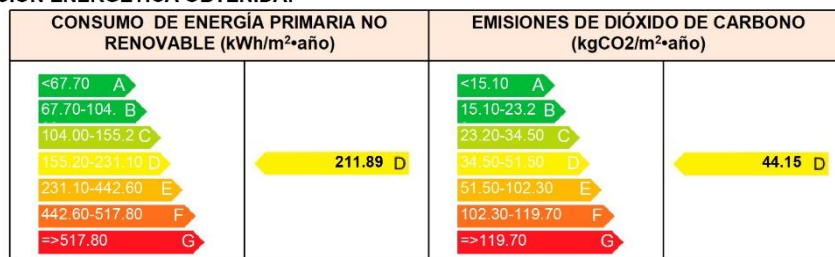 CONSUMO DE ENERGÍA PRIMARIA NO
RENOVABLE (kWh/m²•año)
<67.70 A
67.70-104. B
104.00-155.2 C
155.20-231.10 D
231.10-442.60 E
442.60-517.80 F
=>517.80 G
211.89 D
EMISIONES DE DIÓXIDO DE CARBONO
(kgCO2/m²•año)
<15.10 A
15.10-23.2 B
23.20-34.50 C
34.50-51.50 D
51.50-102.30 E
102.30-119.70 F
=>119.70 G
44.15 D